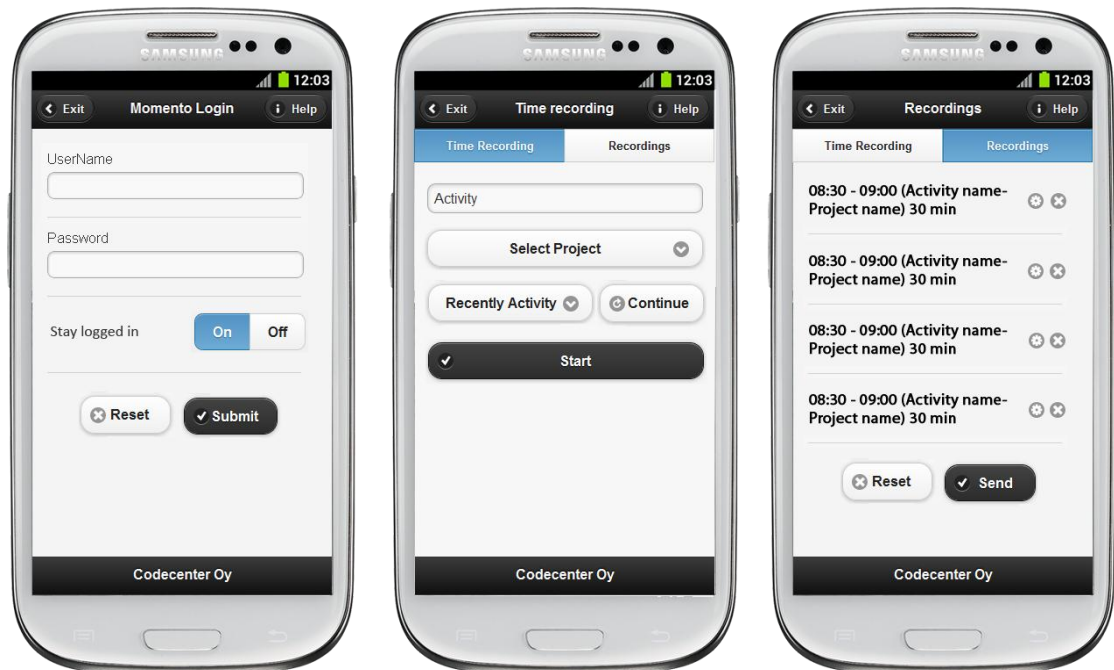 SAMSUNG
12:03
Exit
Momento Login
Help
UserName
Password
Stay logged in
On
Off
Reset
Submit
Codecenter Oy
SAMSUNG
12:03
Exit
Time recording
Help
Time Recording
Recordings
Activity
Select Project
Recently Activity
Continue
Start
Codecenter Oy
SAMSUNG
12:03
Exit
Recordings
Help
Time Recording
Recordings
08:30 - 09:00 (Activity name-
Project name) 30 min
08:30 - 09:00 (Activity name-
Project name) 30 min
08:30 - 09:00 (Activity name-
Project name) 30 min
08:30 - 09:00 (Activity name-
Project name) 30 min
Reset
Send
Codecenter Oy